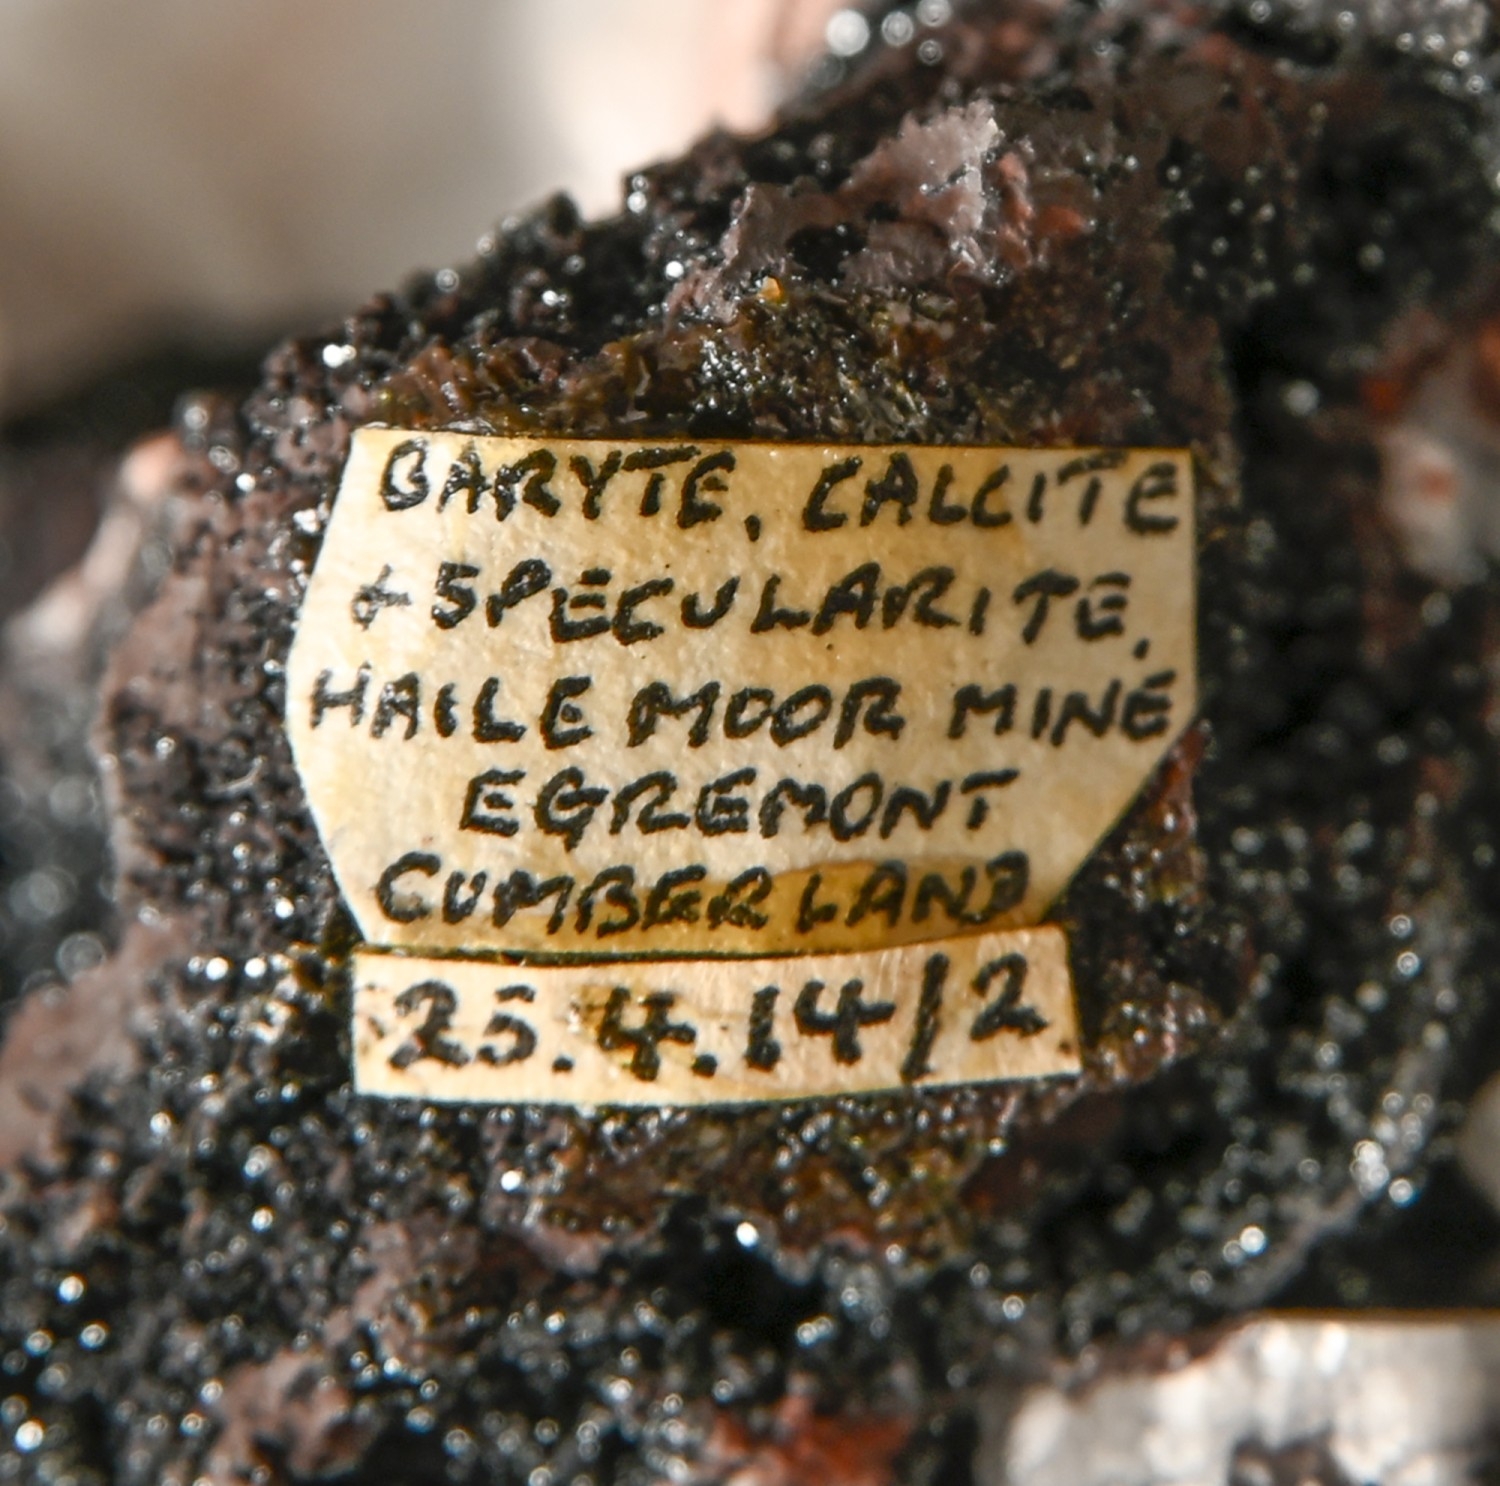 BARYTE, CALCITE
& SPECULARITE,
HAILE MOOR MINE
EGREMONT
CUMBERLAND
25.4.14/2